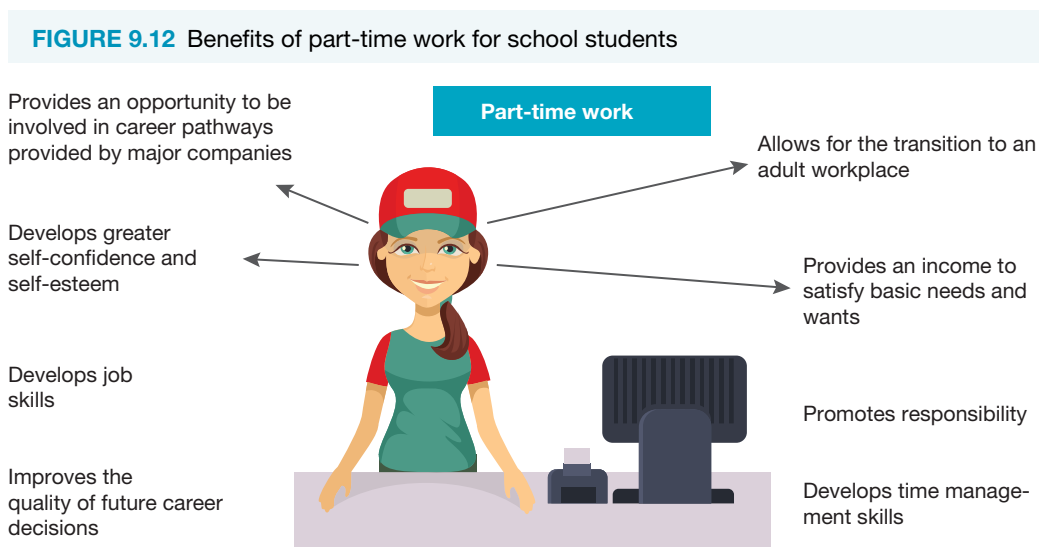 FIGURE 9.12 Benefits of part-time work for school students
Part-time work
Provides an opportunity to be
involved in career pathways
provided by major companies
Develops greater
self-confidence and
self-esteem
Develops job
skills
Improves the
quality of future career
decisions
Allows for the transition to an
adult workplace
Provides an income to
satisfy basic needs and
wants
Promotes responsibility
Develops time manage-
ment skills